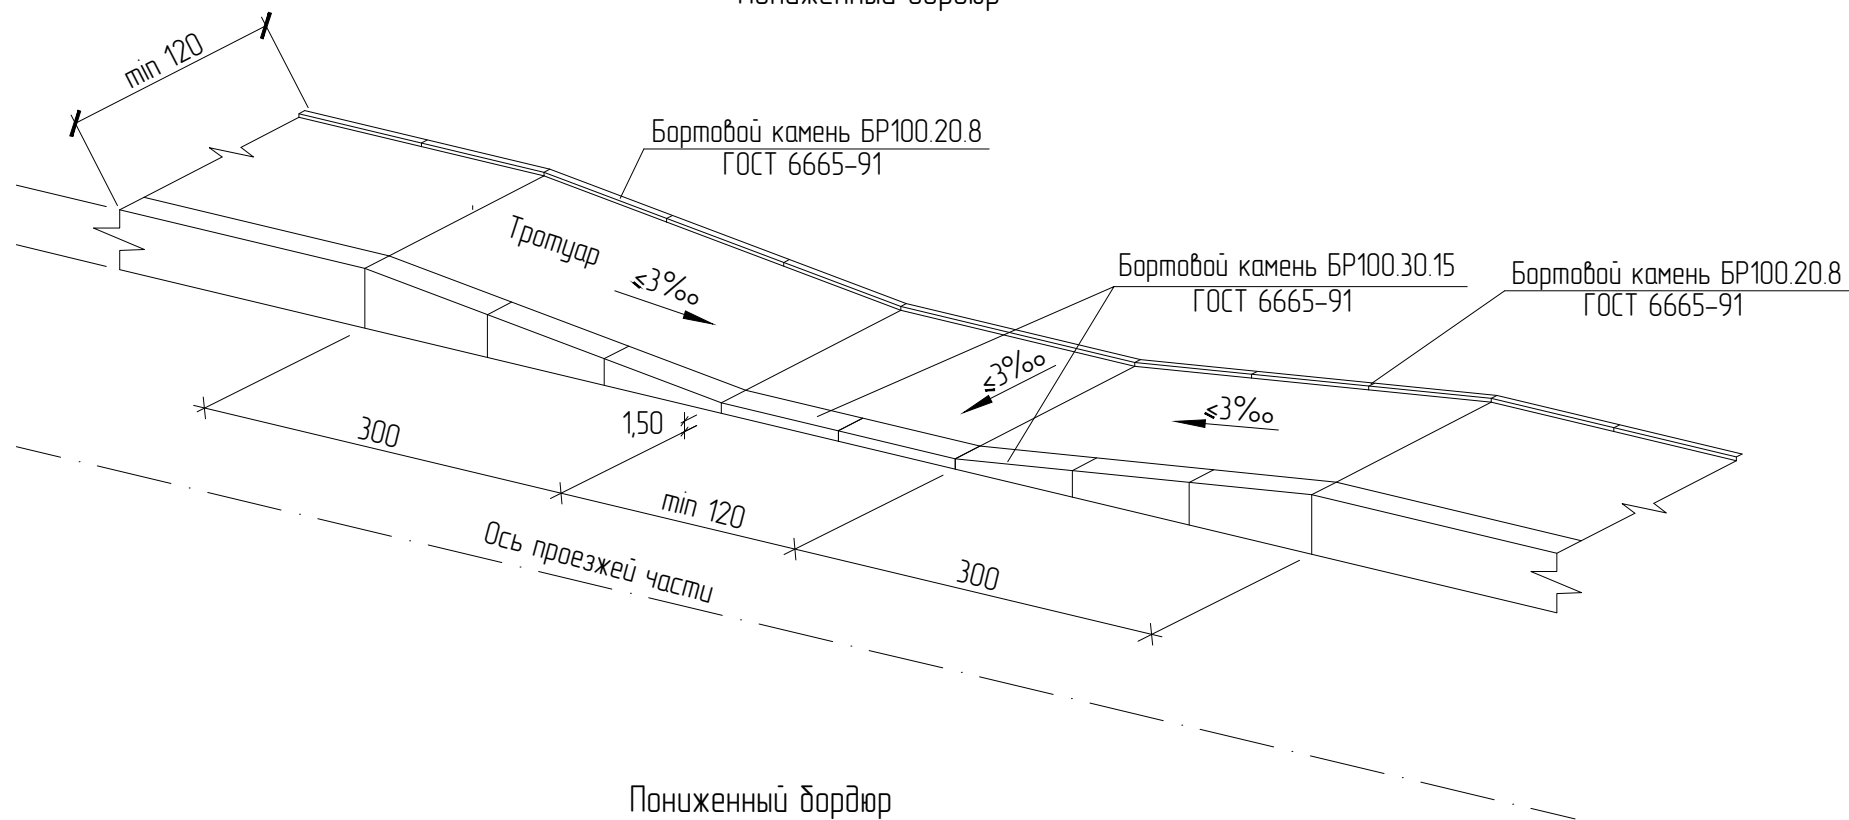 Пониженный бордюр
min 120
Бортовой камень БР100.20.8
ГОСТ 6665-91
Тротуар
≤3‰
Бортовой камень БР100.30.15
ГОСТ 6665-91
Бортовой камень БР100.20.8
ГОСТ 6665-91
≤3‰
≤3‰
300
1,50
min 120
300
Ось проезжей части
Пониженный бордюр